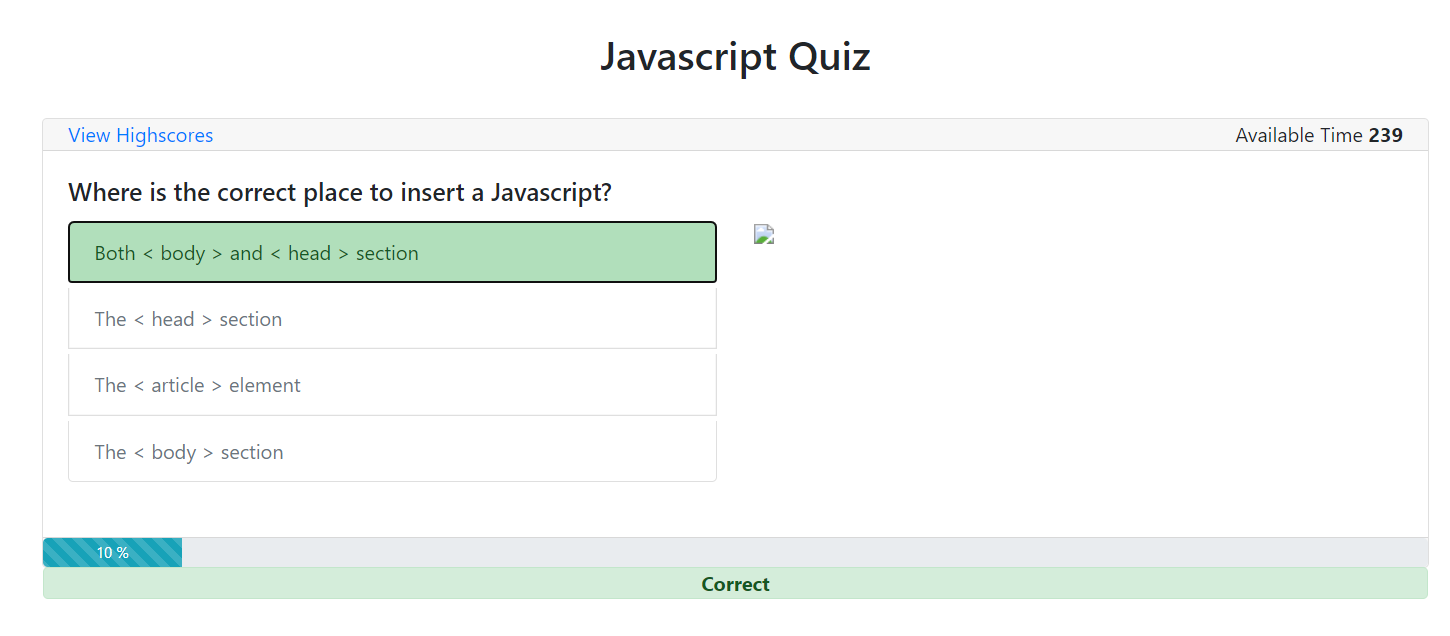 Javascript Quiz
View Highscores
Available Time 239
Where is the correct place to insert a Javascript?
Both < body > and < head > section
The < head > section
The < article > element
The < body > section
10 %
Correct